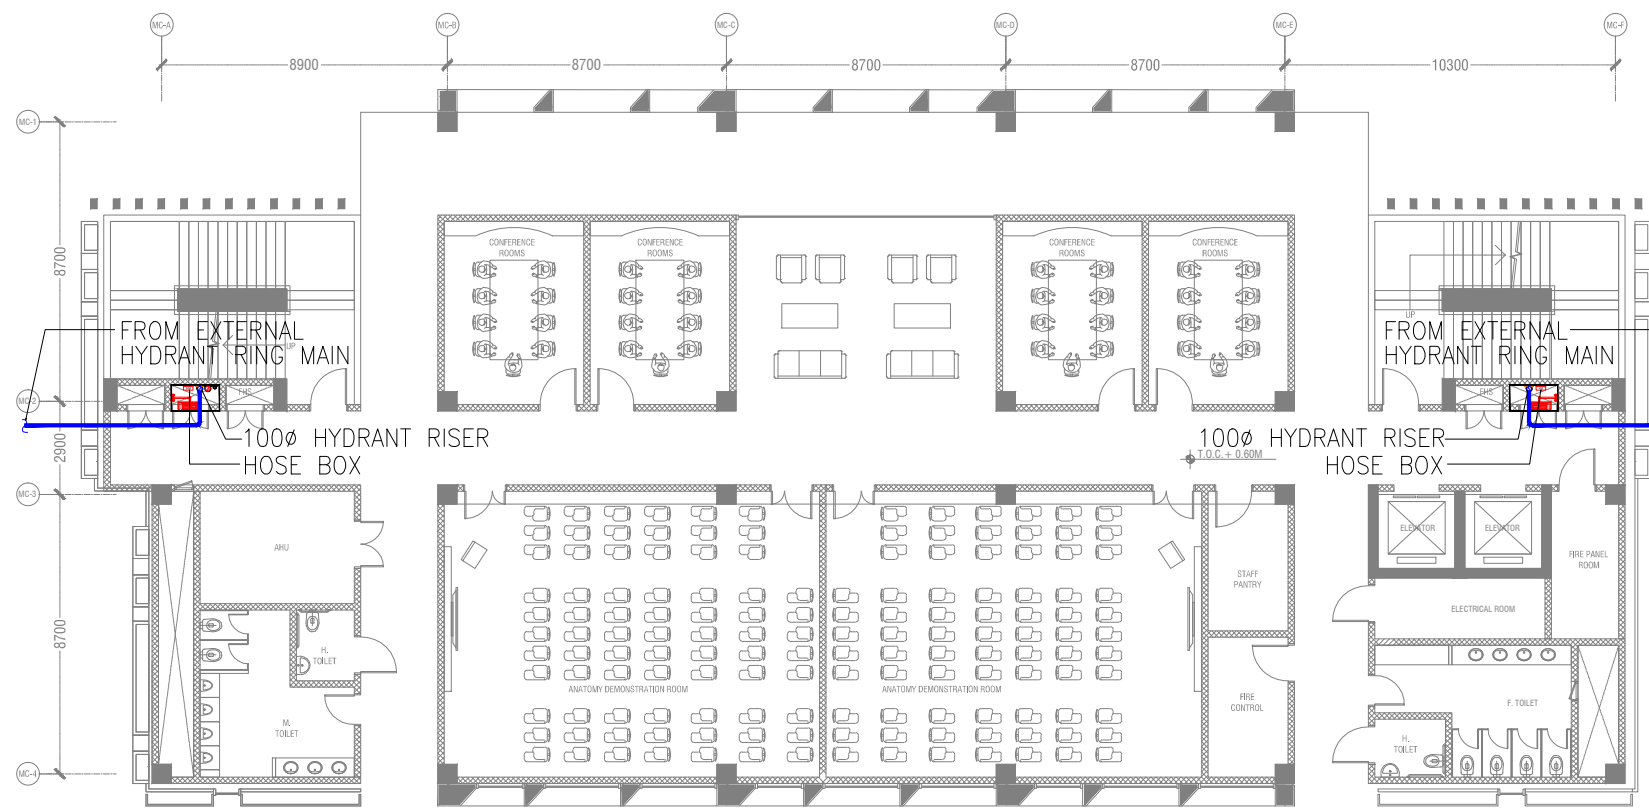 MC-A
MC-B
MC-C
MC-D
MC-E
MC-F
8900
8700
8700
8700
10300
MC-1
8700
CONFERENCE
ROOMS
CONFERENCE
ROOMS
CONFERENCE
ROOMS
CONFERENCE
ROOMS
FROM EXTERNAL
HYDRANT RING MAIN
UP
UP
FROM EXTERNAL
HYDRANT RING MAIN
MC-2
FHS
FHS
100ø HYDRANT RISER
HOSE BOX
100ø HYDRANT RISER
HOSE BOX
T.O.C.+ 0.60M
2900
MC-3
AHU
ELEVATOR
ELEVATOR
FIRE PANEL
ROOM
STAFF
PANTRY
ELECTRICAL ROOM
8700
H.
TOILET
ANATOMY DEMONSTRATION ROOM
ANATOMY DEMONSTRATION ROOM
FIRE
CONTROL
F. TOILET
M.
TOILET
H.
TOILET
MC-4